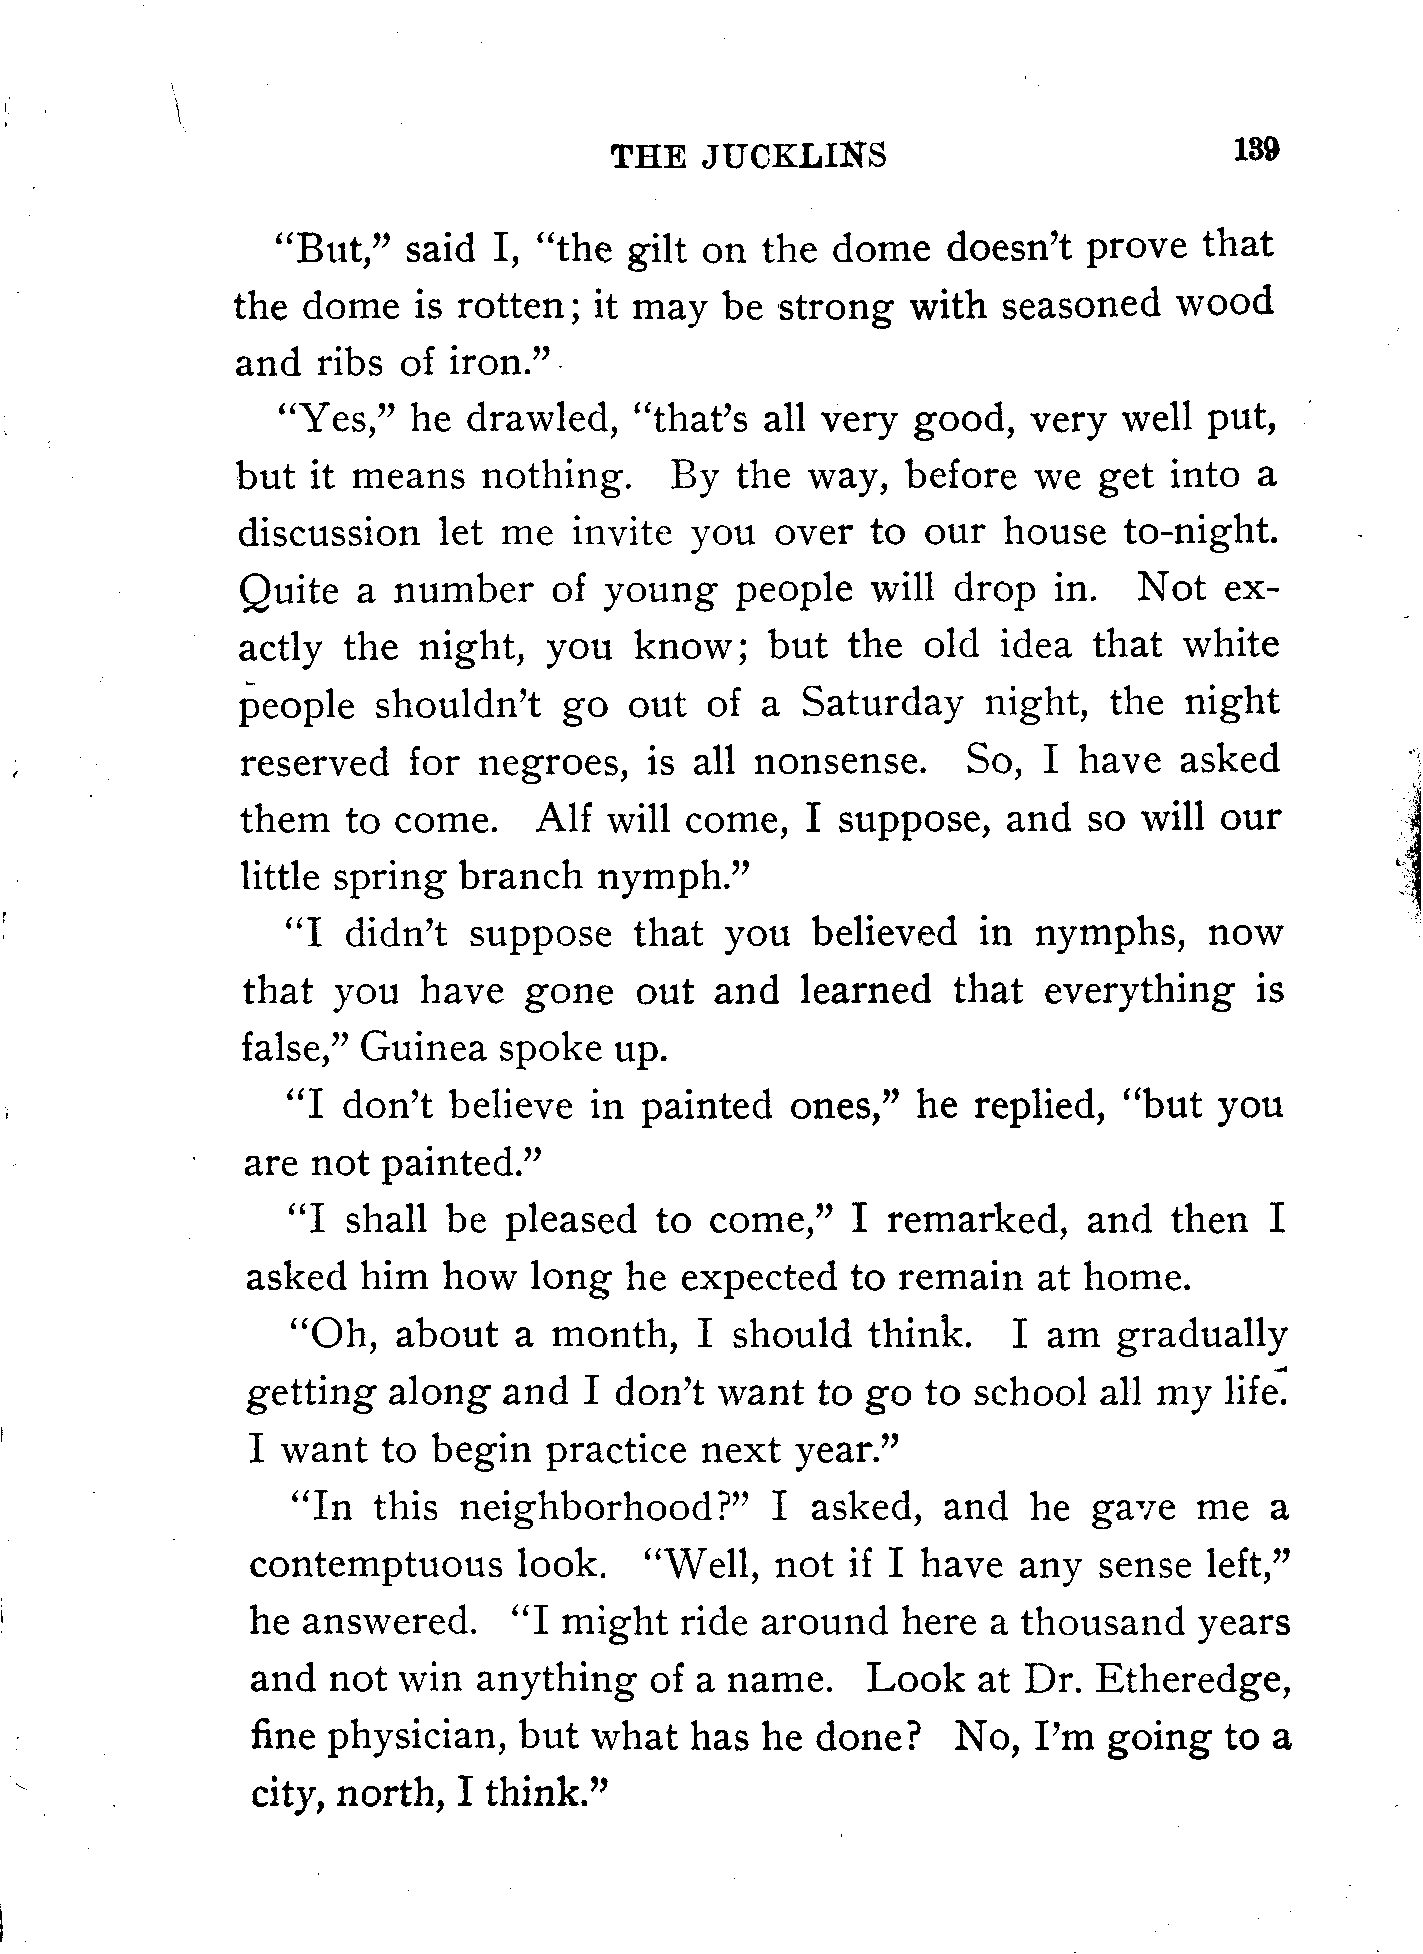 THE JUCKLINS 139
“But,” said I, “the gilt on the dome doesn’t prove that
the dome is rotten; it may be strong with seasoned wood
and ribs of iron.”
“Yes,” he drawled, “that’s all very good, very well put,
but it means nothing. By the way, before we get into a
discussion let me invite you over to our house to-night.
Quite a number of young people will drop in. Not ex-
actly the night, you know; but the old idea that white
people shouldn’t go out of a Saturday night, the night
reserved for negroes, is all nonsense. So, I have asked
them to come. Alf will come, I suppose, and so will our
little spring branch nymph.”
“I didn’t suppose that you believed in nymphs, now
that you have gone out and learned that everything is
false,” Guinea spoke up.
“I don’t believe in painted ones,” he replied, “but you
are not painted.”
“I shall be pleased to come,” I remarked, and then I
asked him how long he expected to remain at home.
“Oh, about a month, I should think. I am gradually
getting along and I don’t want to go to school all my life.
I want to begin practice next year.”
“In this neighborhood?” I asked, and he gave me a
contemptuous look. “Well, not if I have any sense left,”
he answered. “I might ride around here a thousand years
and not win anything of a name. Look at Dr. Etheredge,
fine physician, but what has he done? No, I’m going to a
city, north, I think.”